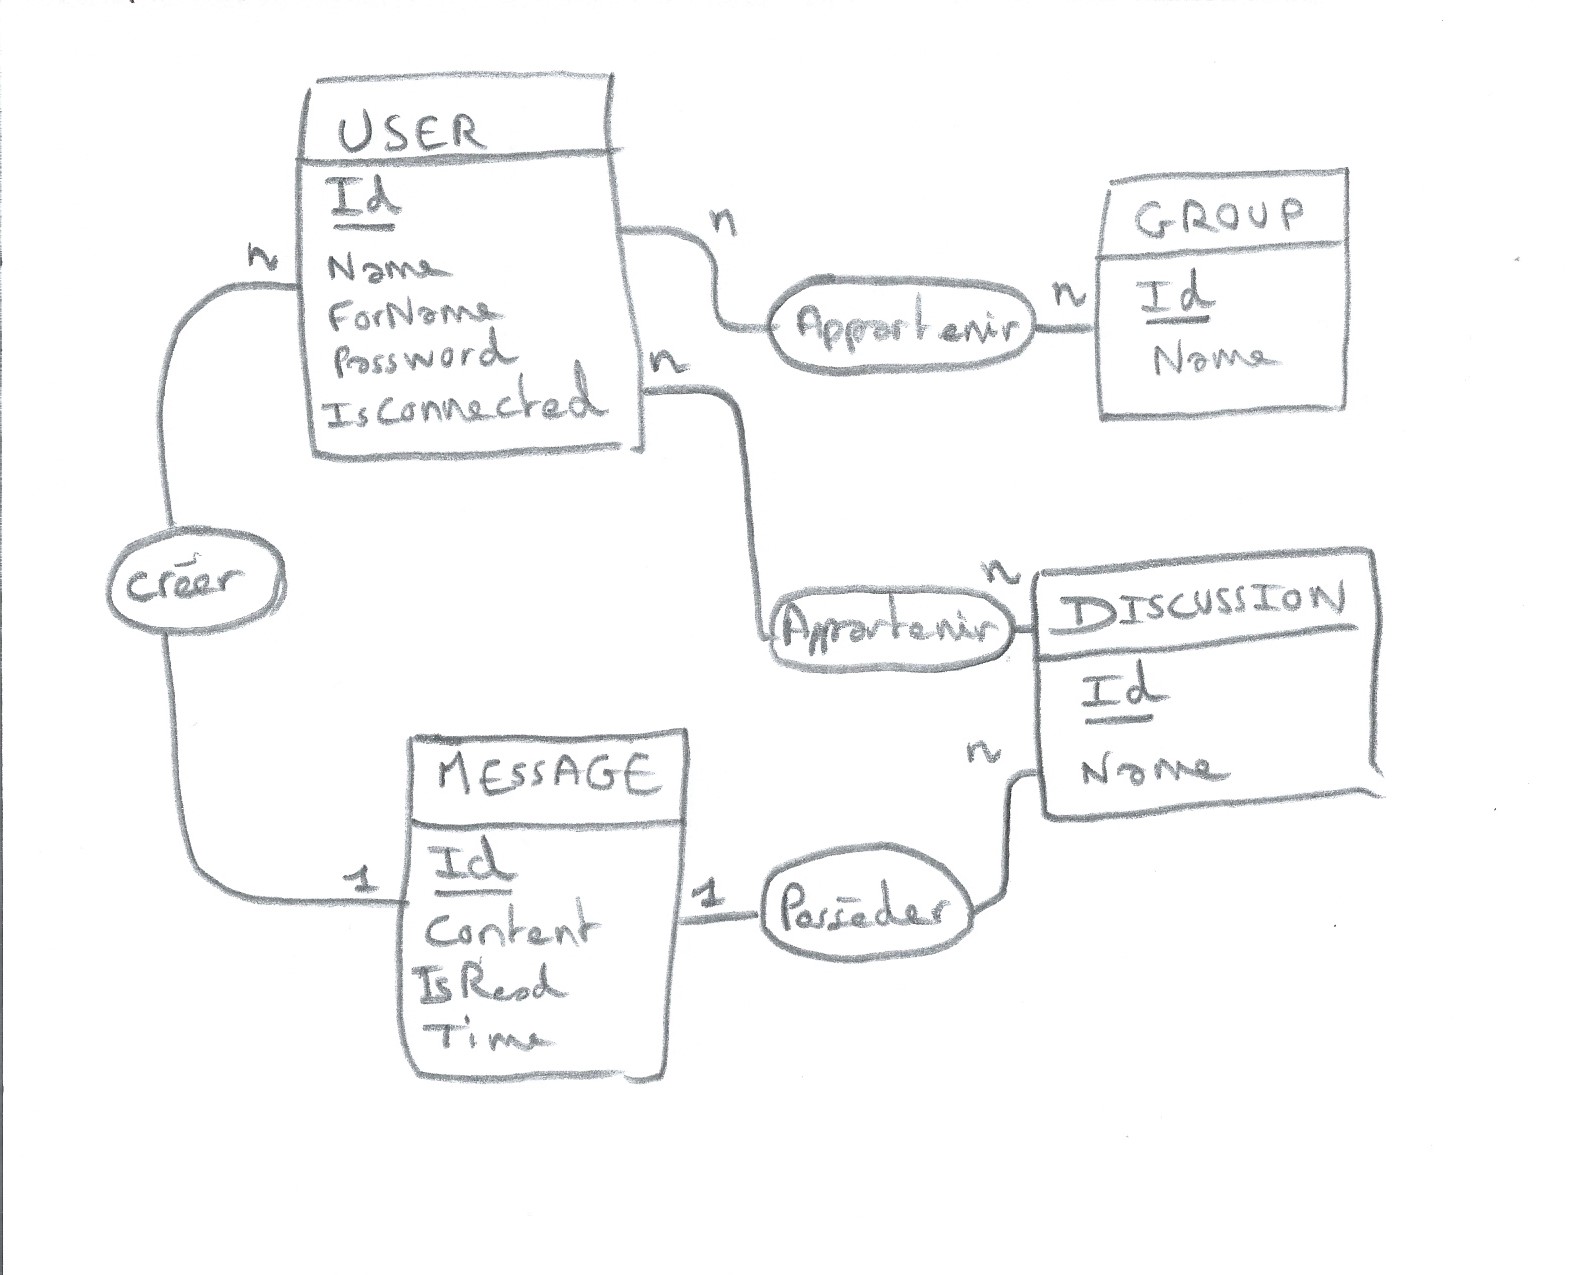 USER
Id
Name
ForName
Password
IsConnected
n
n
n
Appartenir
n
GROUP
Id
Name
créer
Appartenir
n
DISCUSSION
Id
Name
n
MESSAGE
Id
Content
IsRead
Time
1
1
Posséder